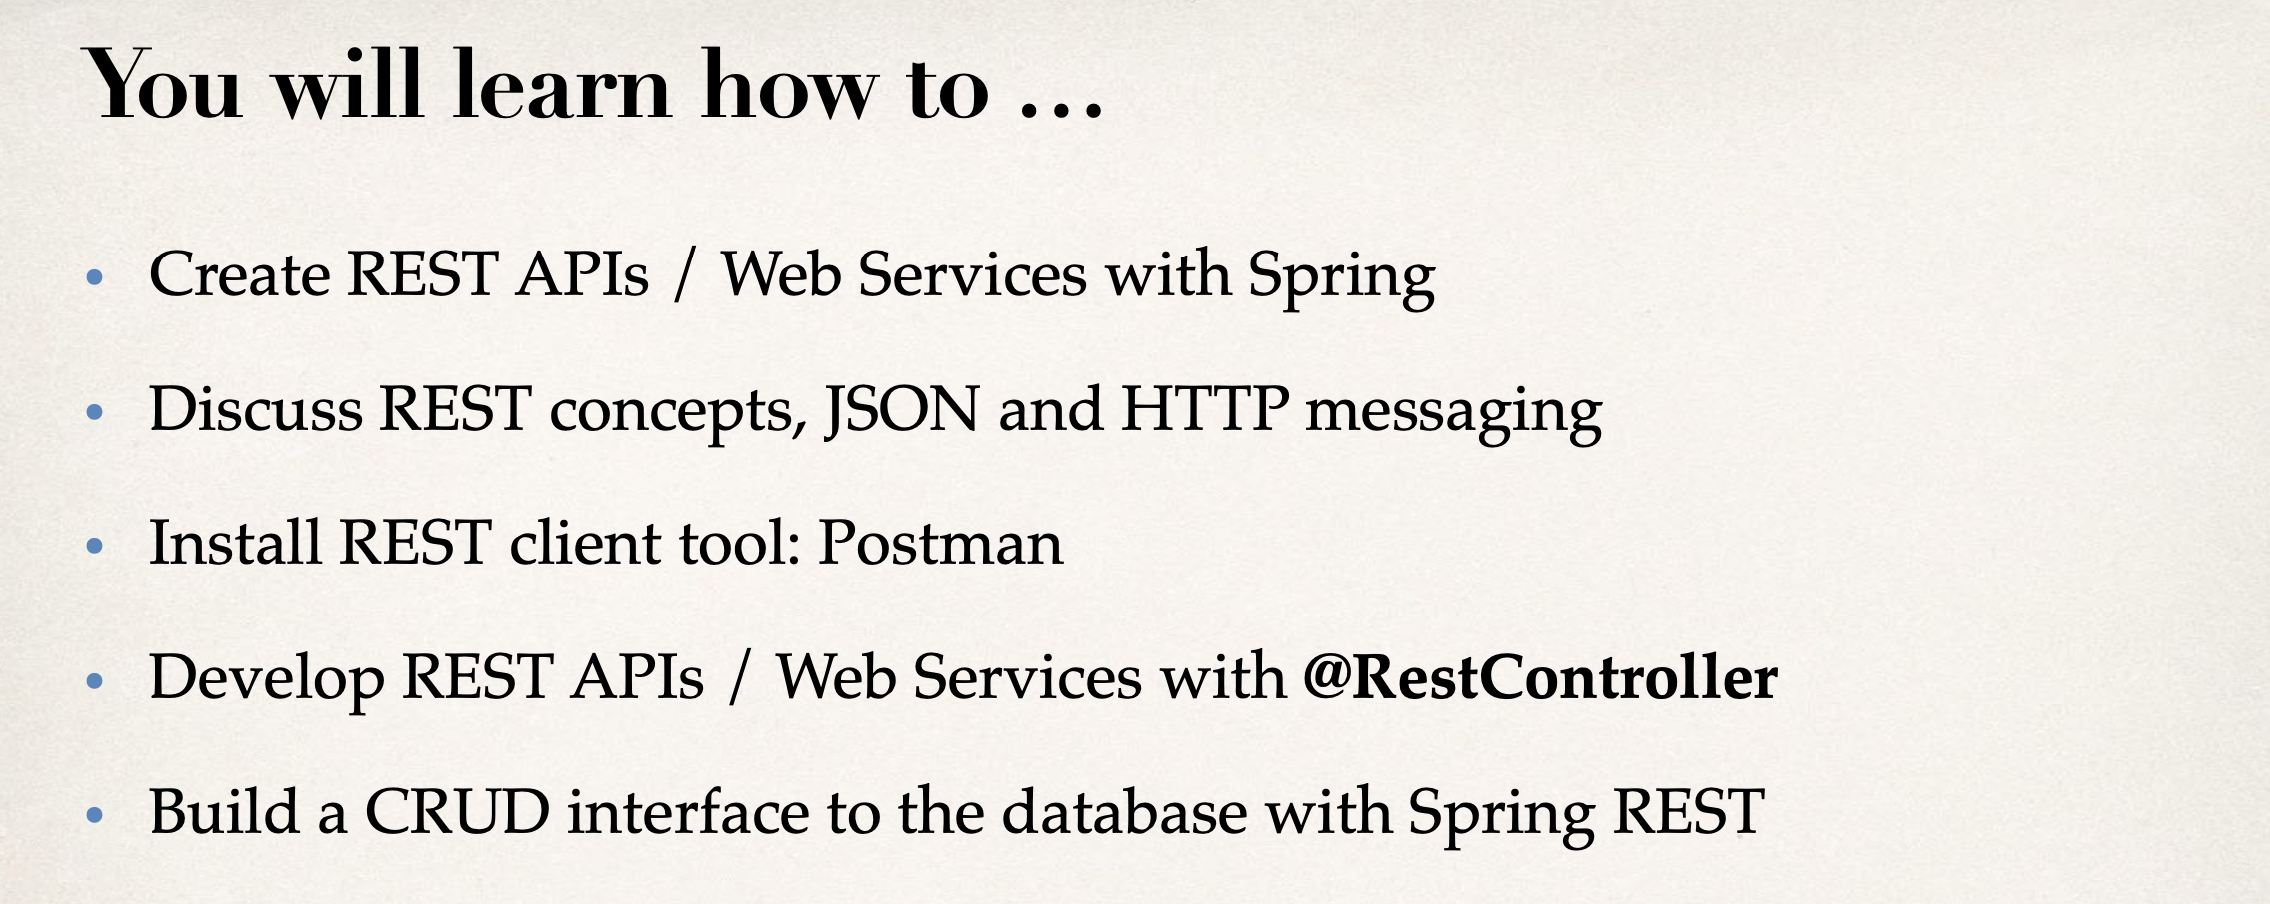 You will learn how to …
• Create REST APIs / Web Services with Spring
• Discuss REST concepts, JSON and HTTP messaging
• Install REST client tool: Postman
• Develop REST APIs / Web Services with @RestController
• Build a CRUD interface to the database with Spring REST